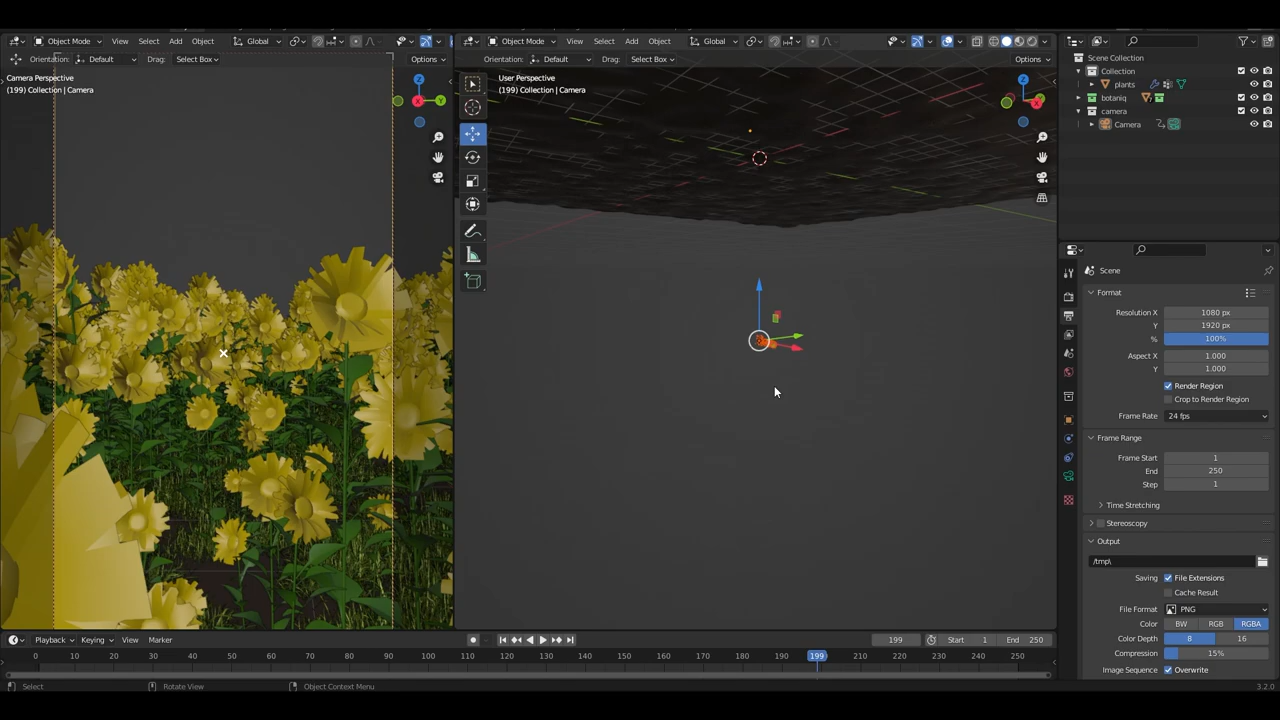 Object Mode View Select Add Object Global
Orientation: Default Drag: Select Box Options
Camera Perspective
(199) Collection | Camera
Z
X
Y
Object Mode View Select Add Object Global
Orientation: Default Drag: Select Box Options
User Perspective
(199) Collection | Camera
Z
Y
X
Scene Collection
Collection
plants
botaniq
camera
Camera
Scene
Format
Resolution X 1080 px
Y 1920 px
% 100%
Aspect X 1.000
Y 1.000
Render Region
Crop to Render Region
Frame Rate 24 fps
Frame Range
Frame Start 1
End 250
Step 1
Time Stretching
Stereoscopy
Output
/tmp\
Saving File Extensions
Cache Result
File Format PNG
Color BW RGB RGBA
Color Depth 8 16
Compression 15%
Image Sequence Overwrite
Playback Keying View Marker 199 Start 1 End 250
0 10 20 30 40 50 60 70 80 90 100 110 120 130 140 150 160 170 180 190 199 210 220 230 240 250
Select Rotate View Object Context Menu 3.2.0